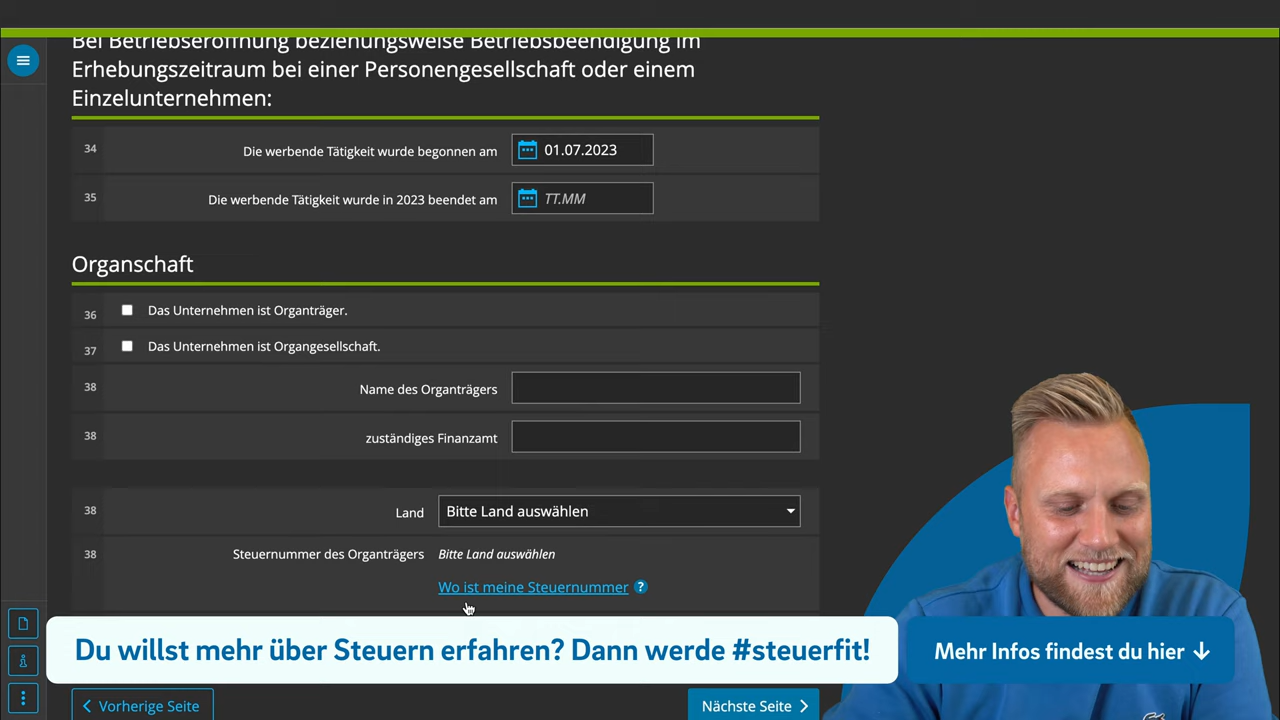 Bei Betriebseröffnung beziehungsweise Betriebsbeendigung im
Erhebungszeitraum bei einer Personengesellschaft oder einem
Einzelunternehmen:
34 Die werbende Tätigkeit wurde begonnen am 01.07.2023
35 Die werbende Tätigkeit wurde in 2023 beendet am TT.MM
Organschaft
36 Das Unternehmen ist Organträger.
37 Das Unternehmen ist Organgesellschaft.
38 Name des Organträgers
38 zuständiges Finanzamt
38 Land Bitte Land auswählen
38 Steuernummer des Organträgers Bitte Land auswählen
Wo ist meine Steuernummer ?
Du willst mehr über Steuern erfahren? Dann werde #steuerfit!
Mehr Infos findest du hier ↓
Vorherige Seite
Nächste Seite